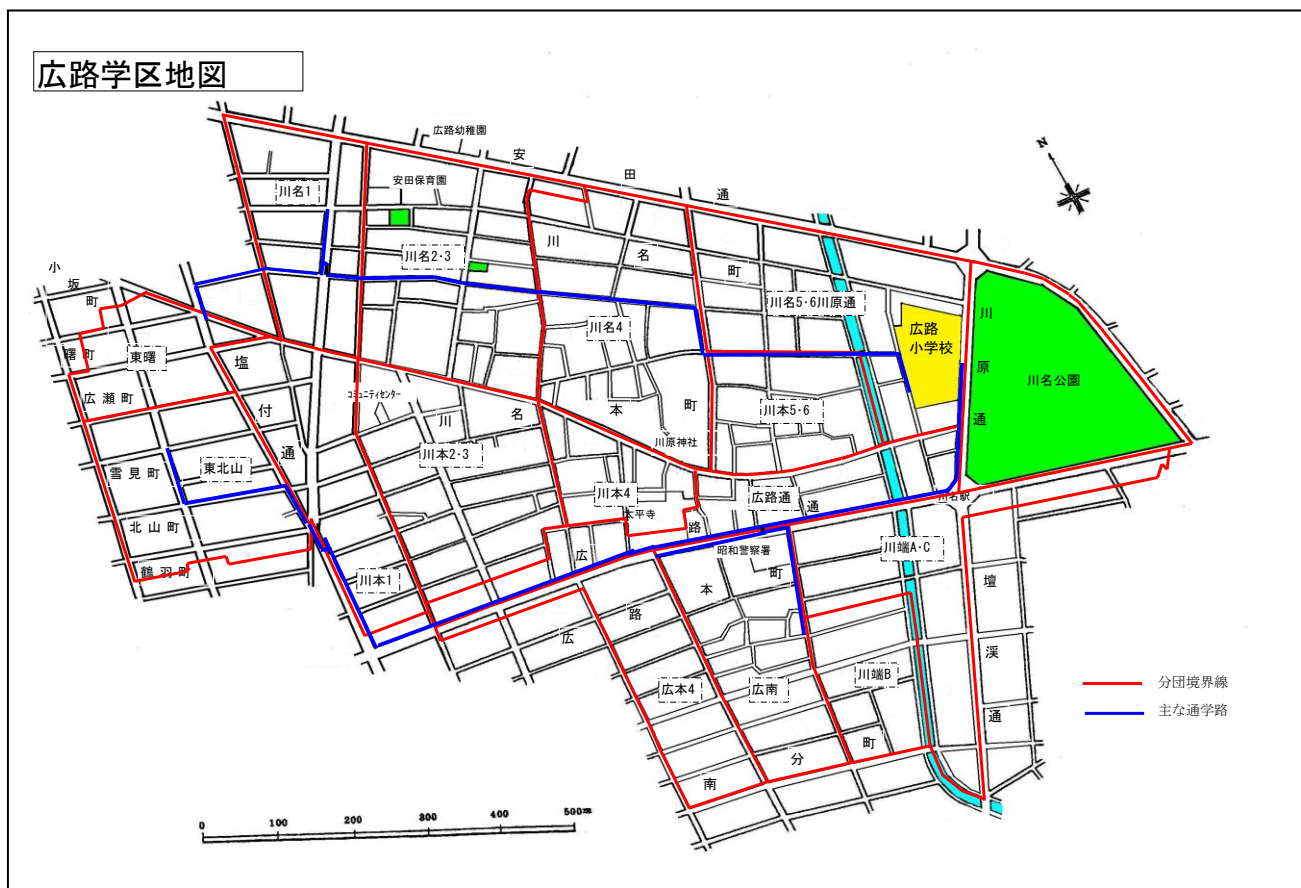 広路学区地図
広路幼稚園
安田通
N
川名1
安田保育園
川名2・3
川名町
小坂町
川名5・6川原通
広路
小学校
川原通
川名公園
曙町
東曙
塩付通
川名4
広瀬町
コミュニティセンター
川名本町
川本5・6
川原神社
雪見町
東北山
川本2・3
川本4
太平寺
広路通
川名駅
北山町
鶴羽町
川本1
広路本町
昭和警察署
川端A・C
檀渓通
広路
広本4
広南
川端B
南分町
分団境界線
主な通学路
0 100 200 300 400 500m